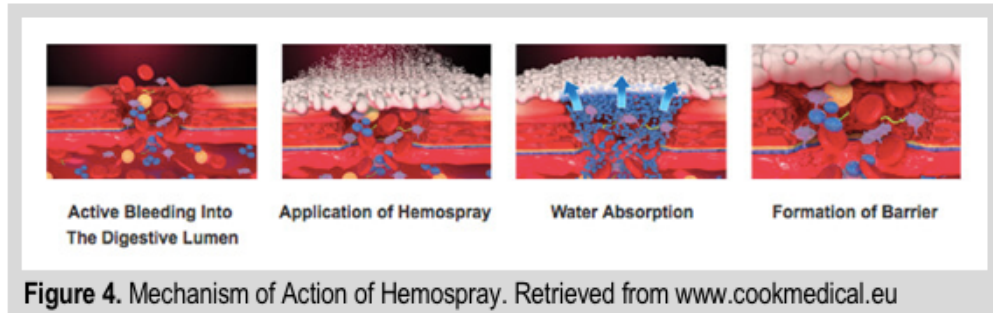 Active Bleeding Into
The Digestive Lumen
Application of Hemospray
Water Absorption
Formation of Barrier
Figure 4. Mechanism of Action of Hemospray. Retrieved from www.cookmedical.eu